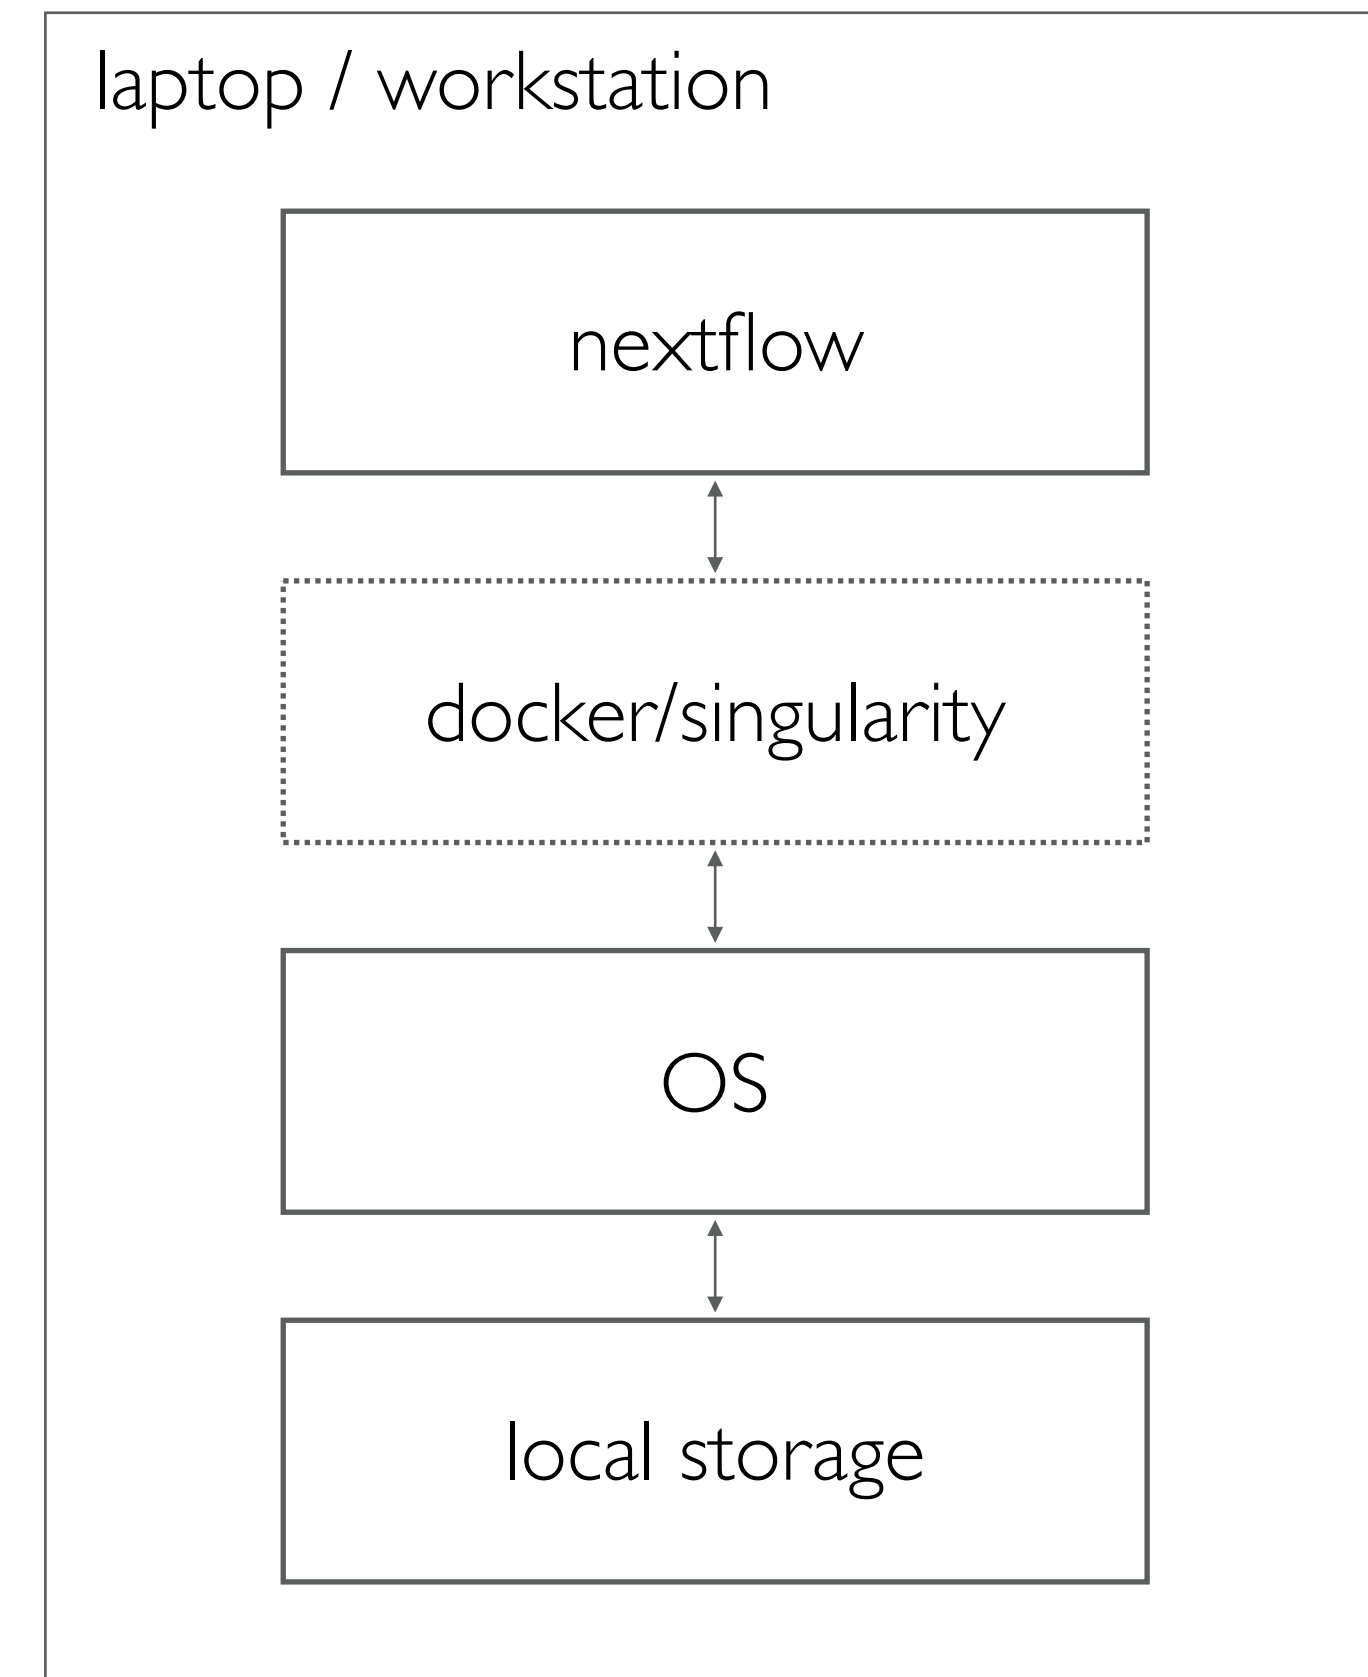 laptop / workstation
nextflow
docker/singularity
OS
local storage